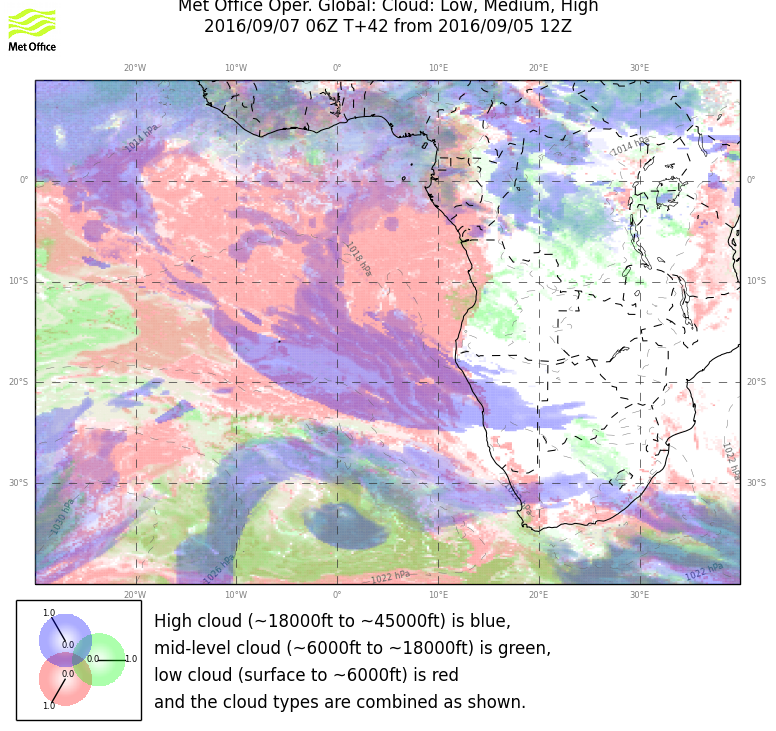 Met Office Oper. Global: Cloud: Low, Medium, High
2016/09/07 06Z T+42 from 2016/09/05 12Z
Met Office
20°W 10°W 0° 10°E 20°E 30°E
1014 hPa
1014 hPa
0° 0°
1018 hPa
10°S 10°S
20°S 20°S
1022 hPa
30°S 30°S
1030 hPa
1026 hPa
1022 hPa
1022 hPa
20°W 10°W 0° 10°E 20°E 30°E
1.0
0.0
0.0 1.0
0.0
1.0
High cloud (~18000ft to ~45000ft) is blue,
mid-level cloud (~6000ft to ~18000ft) is green,
low cloud (surface to ~6000ft) is red
and the cloud types are combined as shown.